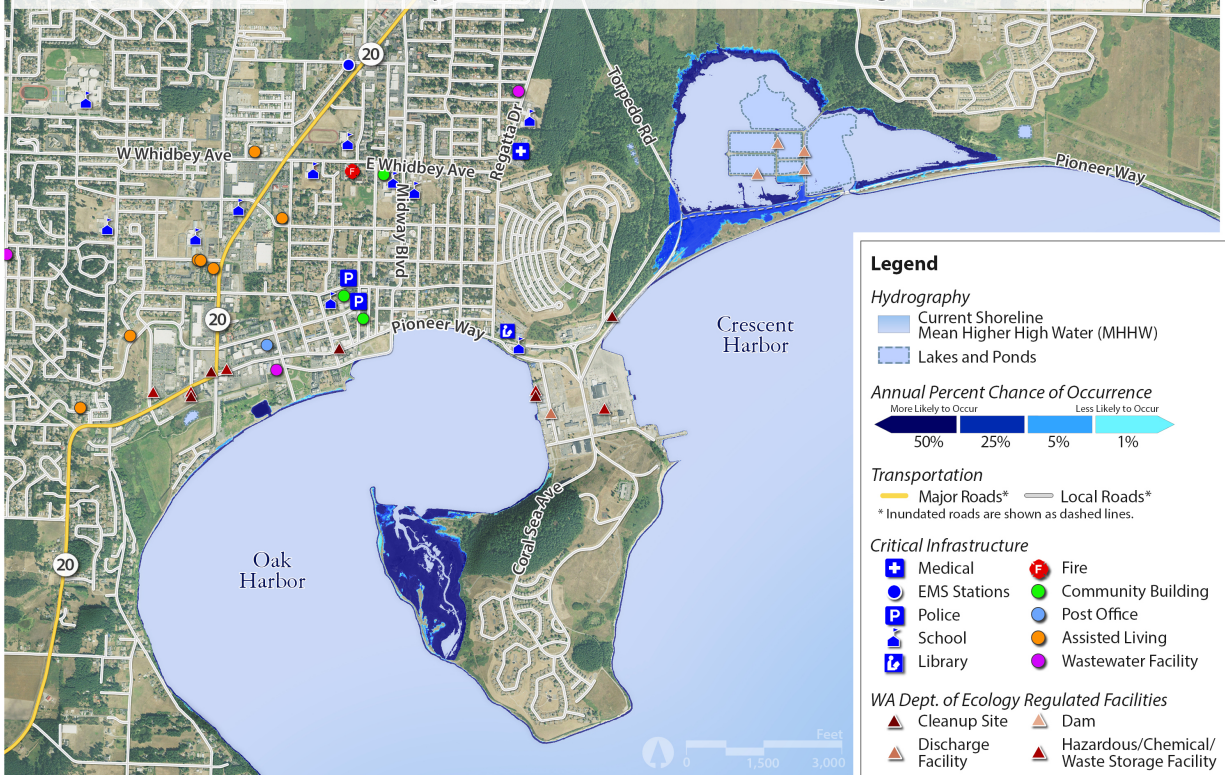 20
Torpedo Rd
Regatta Dr
W Whidbey Ave
E Whidbey Ave
Midway Blvd
Pioneer Way
20
Pioneer Way
Crescent
Harbor
Coral Sea Ave
Oak
Harbor
20
Feet
0 1,500 3,000
P
P
F
Legend
Hydrography
Current Shoreline
Mean Higher High Water (MHHW)
Lakes and Ponds
Annual Percent Chance of Occurrence
More Likely to Occur Less Likely to Occur
50% 25% 5% 1%
Transportation
Major Roads* Local Roads*
* Inundated roads are shown as dashed lines.
Critical Infrastructure
Medical F Fire
EMS Stations Community Building
P Police Post Office
School Assisted Living
Library Wastewater Facility
WA Dept. of Ecology Regulated Facilities
Cleanup Site Dam
Discharge Hazardous/Chemical/
Facility Waste Storage Facility